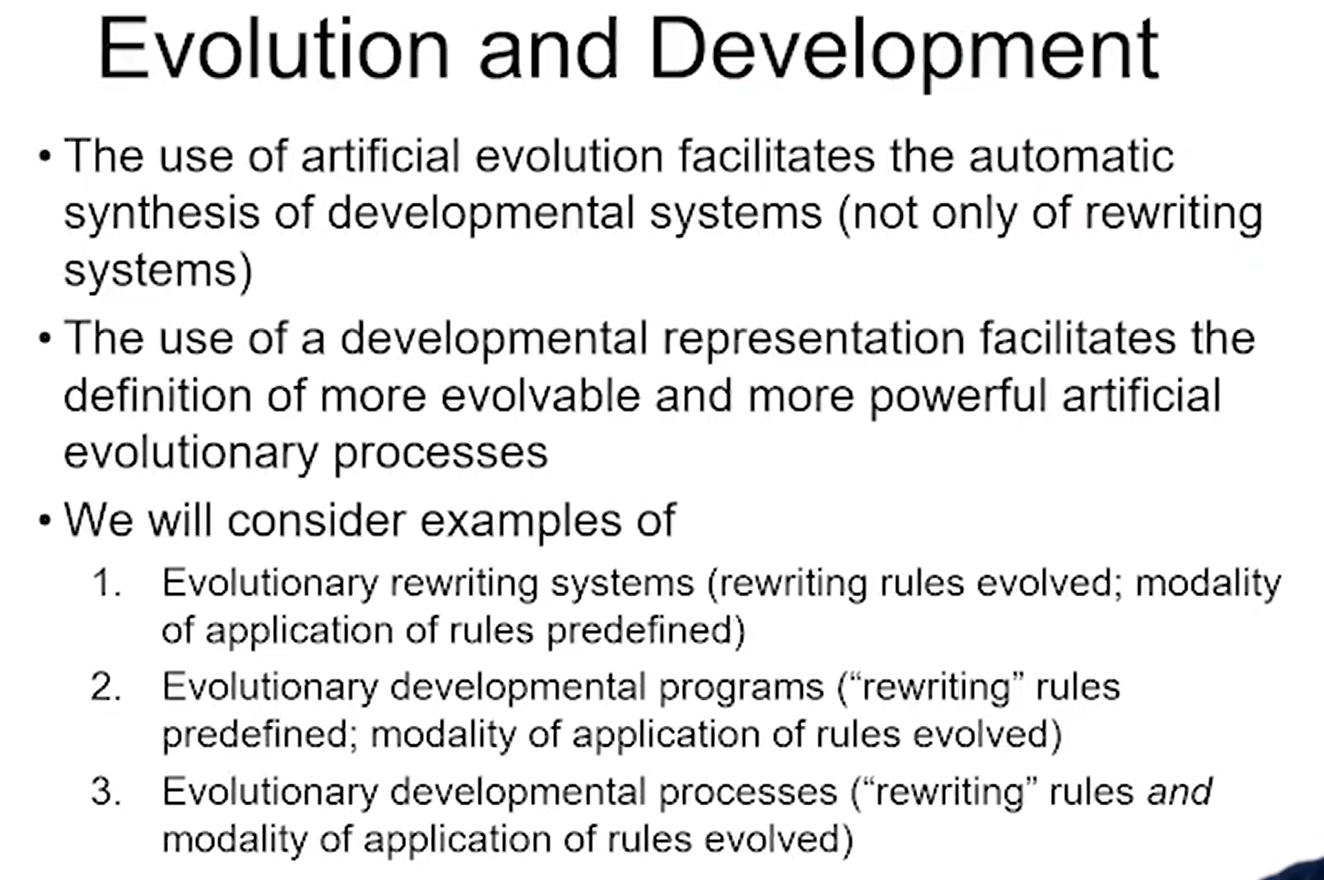 Evolution and Development
• The use of artificial evolution facilitates the automatic
synthesis of developmental systems (not only of rewriting
systems)
• The use of a developmental representation facilitates the
definition of more evolvable and more powerful artificial
evolutionary processes
• We will consider examples of
1. Evolutionary rewriting systems (rewriting rules evolved; modality
of application of rules predefined)
2. Evolutionary developmental programs (“rewriting” rules
predefined; modality of application of rules evolved)
3. Evolutionary developmental processes (“rewriting” rules and
modality of application of rules evolved)